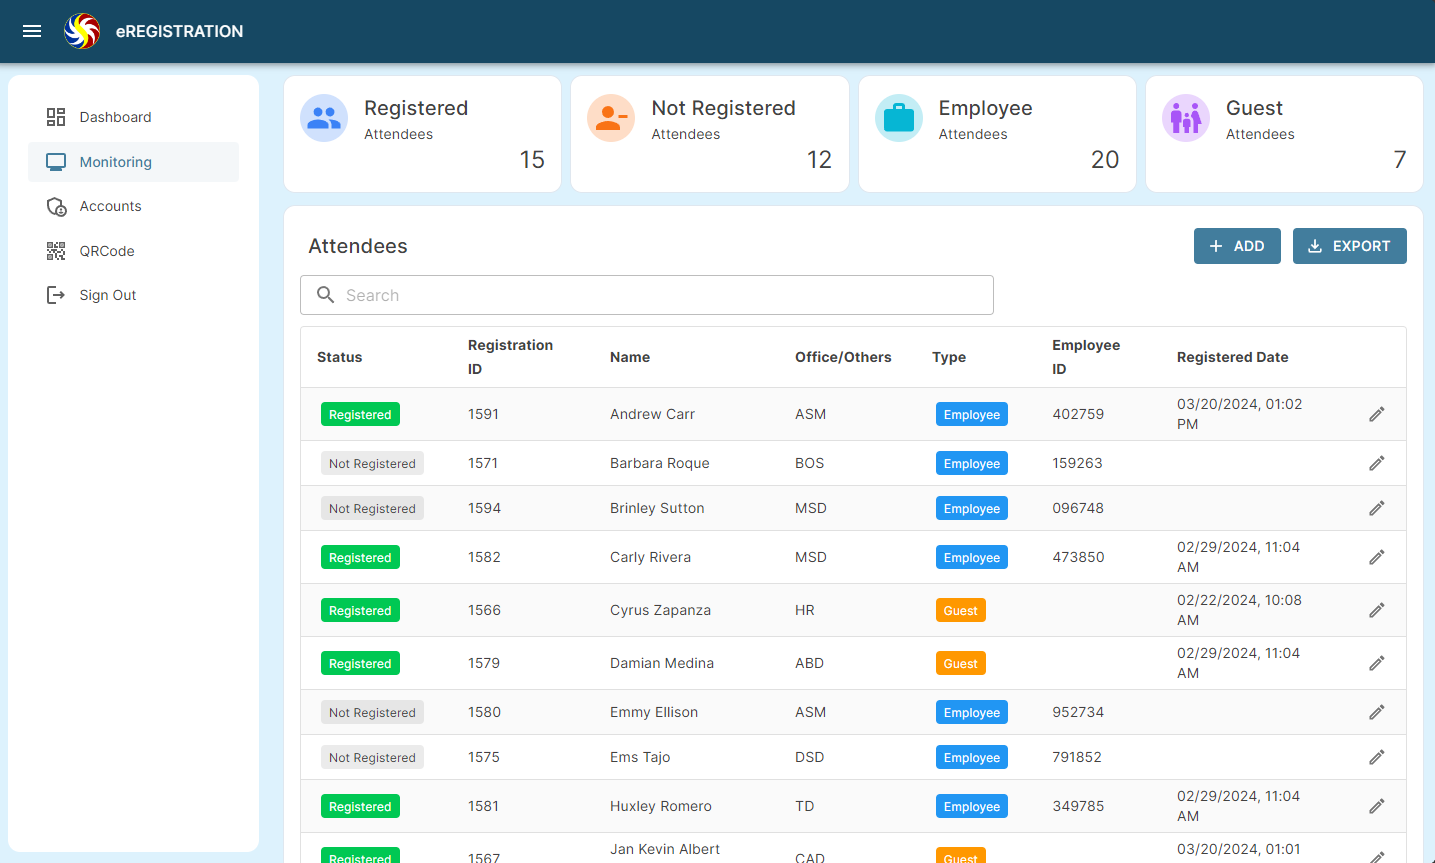 eREGISTRATION
Dashboard
Monitoring
Accounts
QRCode
Sign Out
Registered
Attendees
15
Not Registered
Attendees
12
Employee
Attendees
20
Guest
Attendees
7
Attendees
ADD
EXPORT
Search
Status Registration ID Name Office/Others Type Employee ID Registered Date
Registered 1591 Andrew Carr ASM Employee 402759 03/20/2024, 01:02 PM
Not Registered 1571 Barbara Roque BOS Employee 159263
Not Registered 1594 Brinley Sutton MSD Employee 096748
Registered 1582 Carly Rivera MSD Employee 473850 02/29/2024, 11:04 AM
Registered 1566 Cyrus Zapanza HR Guest 02/22/2024, 10:08 AM
Registered 1579 Damian Medina ABD Guest 02/29/2024, 11:04 AM
Not Registered 1580 Emmy Ellison ASM Employee 952734
Not Registered 1575 Ems Tajo DSD Employee 791852
Registered 1581 Huxley Romero TD Employee 349785 02/29/2024, 11:04 AM
Registered 1567 Jan Kevin Albert CAD Guest 03/20/2024, 01:01